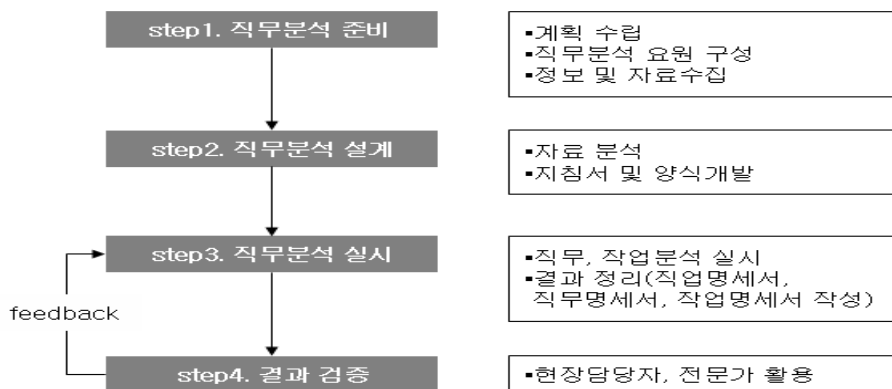 step1. 직무분석 준비
▪계획 수립
▪직무분석 요원 구성
▪정보 및 자료수집
step2. 직무분석 설계
▪자료 분석
▪지침서 및 양식개발
step3. 직무분석 실시
▪직무, 작업분석 실시
▪결과 정리(직업명세서,
직무명세서, 작업명세서 작성)
feedback
step4. 결과 검증
▪현장담당자, 전문가 활용